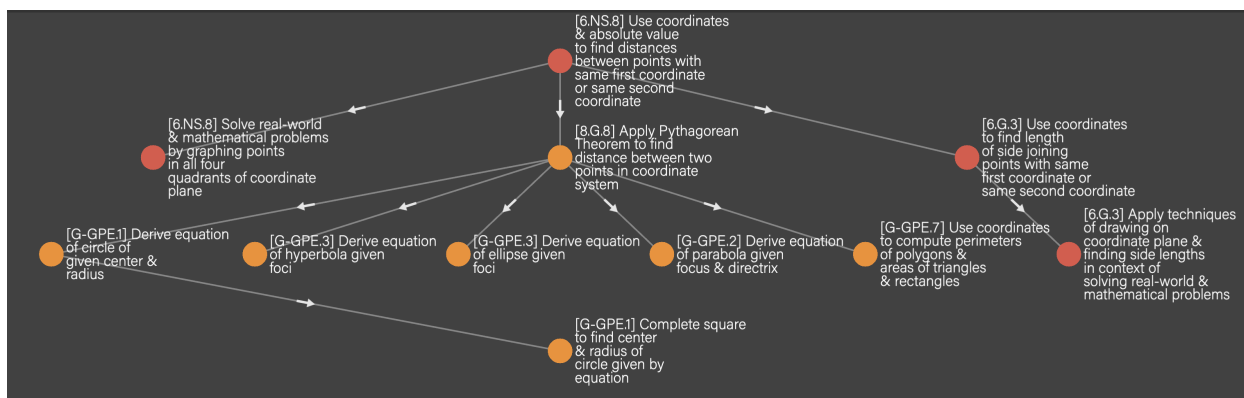 [6.NS.8] Use coordinates
& absolute value
to find distances
between points with
same first coordinate
or same second
coordinate
[6.NS.8] Solve real-world
& mathematical problems
by graphing points
in all four
quadrants of coordinate
plane
[8.G.8] Apply Pythagorean
Theorem to find
distance between two
points in coordinate
system
[6.G.3] Use coordinates
to find length
of side joining
points with same
first coordinate or
same second coordinate
[G-GPE.1] Derive equation
of circle of
given center &
radius
[G-GPE.3] Derive equation
of hyperbola given
foci
[G-GPE.3] Derive equation
of ellipse given
foci
[G-GPE.2] Derive equation
of parabola given
focus & directrix
[G-GPE.7] Use coordinates
to compute perimeters
of polygons &
areas of triangles
& rectangles
[6.G.3] Apply techniques
of drawing on
coordinate plane &
finding side lengths
in context of
solving real-world &
mathematical problems
[G-GPE.1] Complete square
to find center
& radius of
circle given by
equation